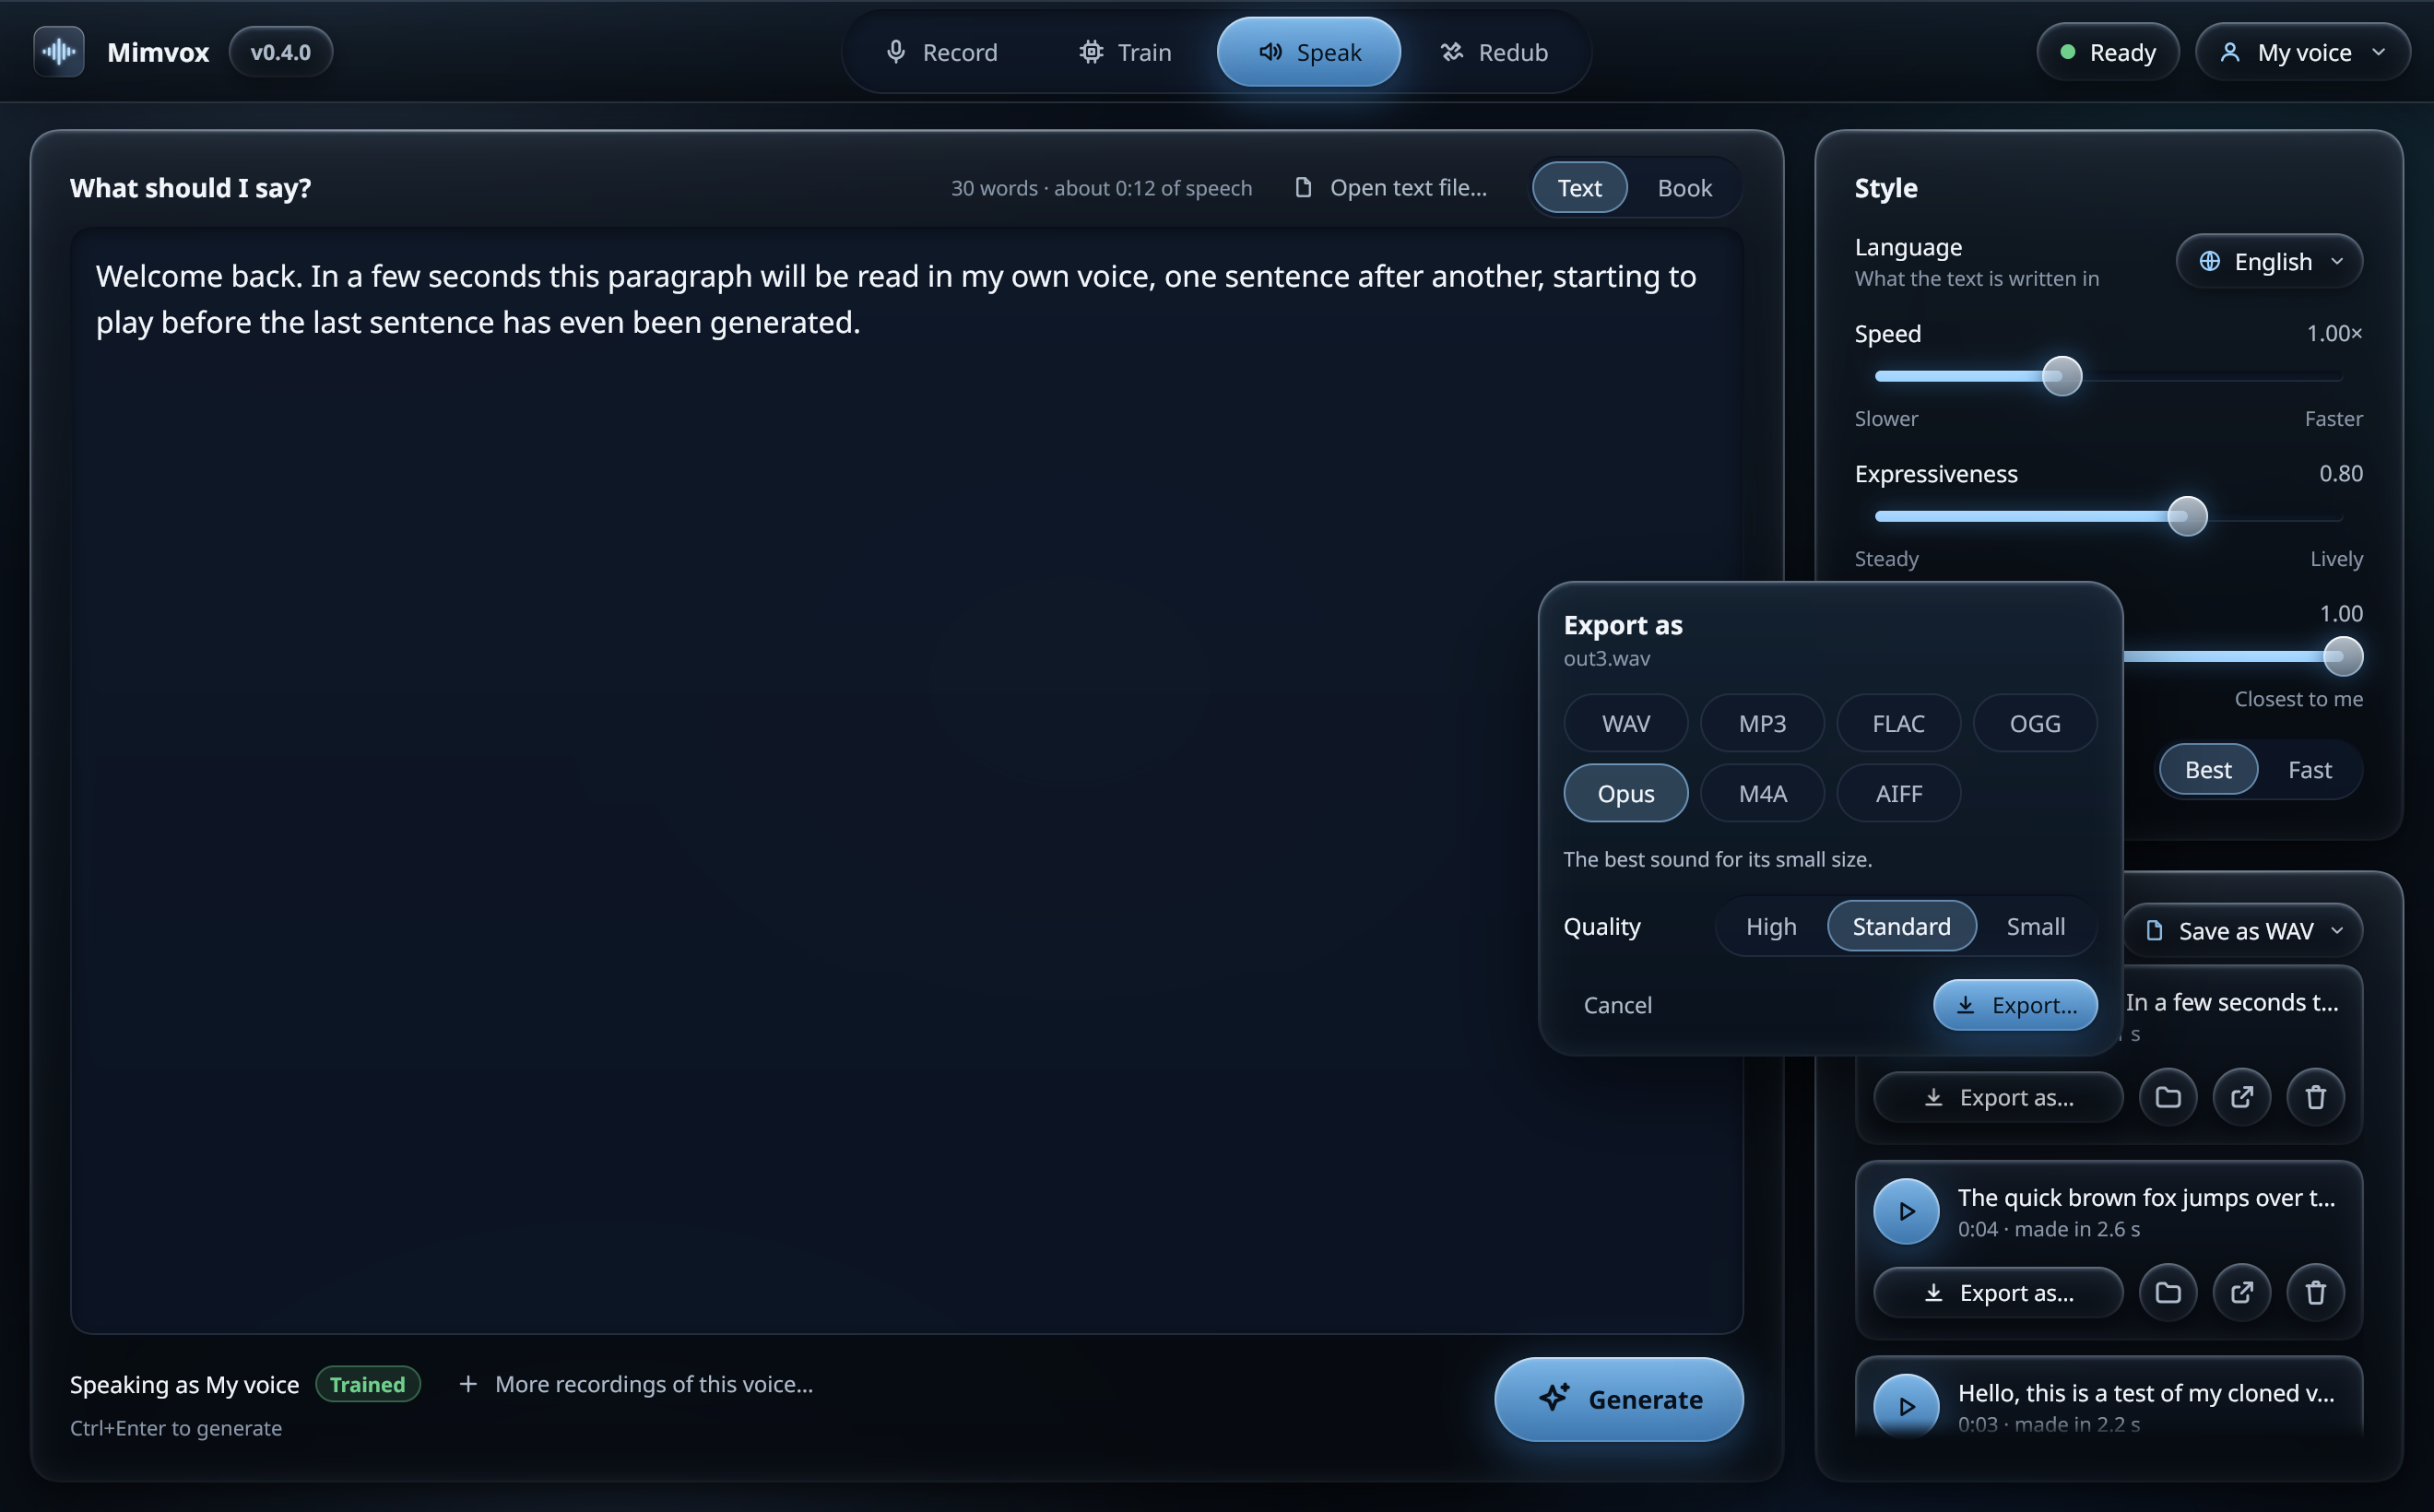 Mimvox v0.4.0 Record Train Speak Redub Ready My voice
What should I say? 30 words · about 0:12 of speech Open text file... Text Book
Welcome back. In a few seconds this paragraph will be read in my own voice, one sentence after another, starting to
play before the last sentence has even been generated.
Speaking as My voice Trained More recordings of this voice...
Ctrl+Enter to generate
Generate
Style
Language
What the text is written in
English
Speed 1.00×
Slower Faster
Expressiveness 0.80
Steady Lively
1.00
Closest to me
Best Fast
Export as
out3.wav
WAV MP3 FLAC OGG
Opus M4A AIFF
The best sound for its small size.
Quality High Standard Small
Cancel Export...
Save as WAV
In a few seconds t...
s
Export as...
The quick brown fox jumps over t...
0:04 · made in 2.6 s
Export as...
Hello, this is a test of my cloned v...
0:03 · made in 2.2 s